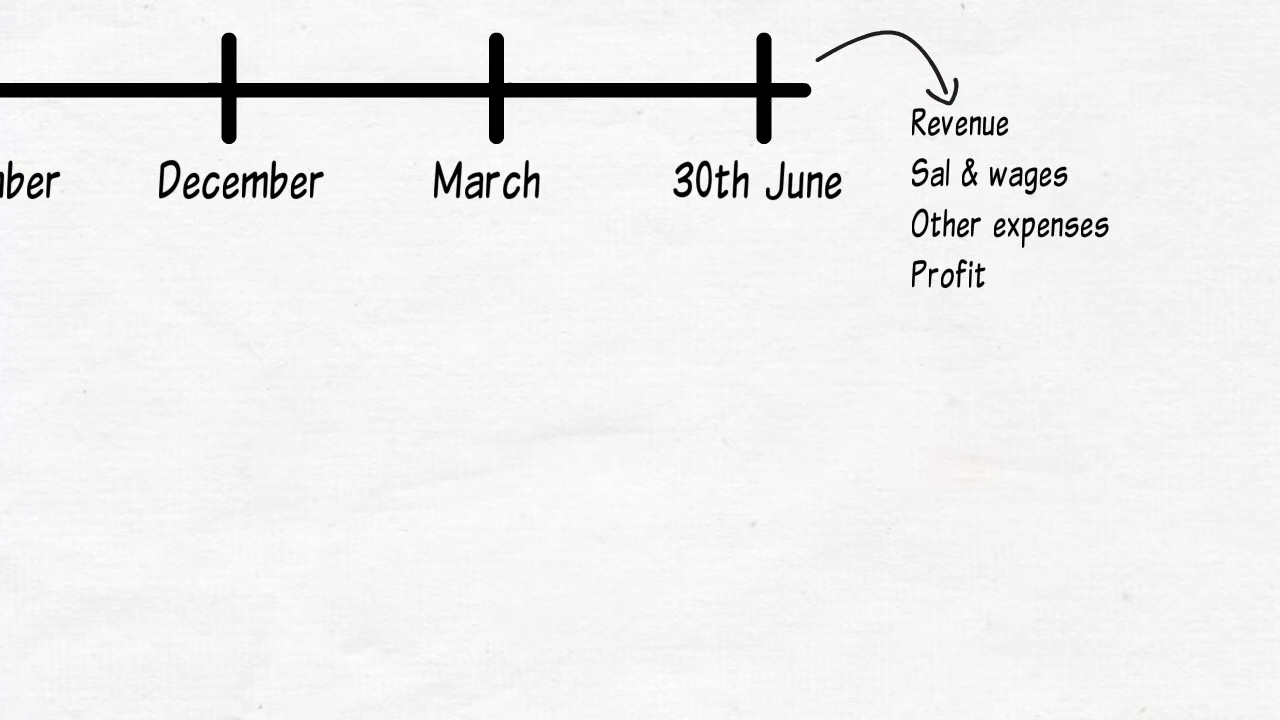 December March 30th June
Revenue
Sal & wages
Other expenses
Profit